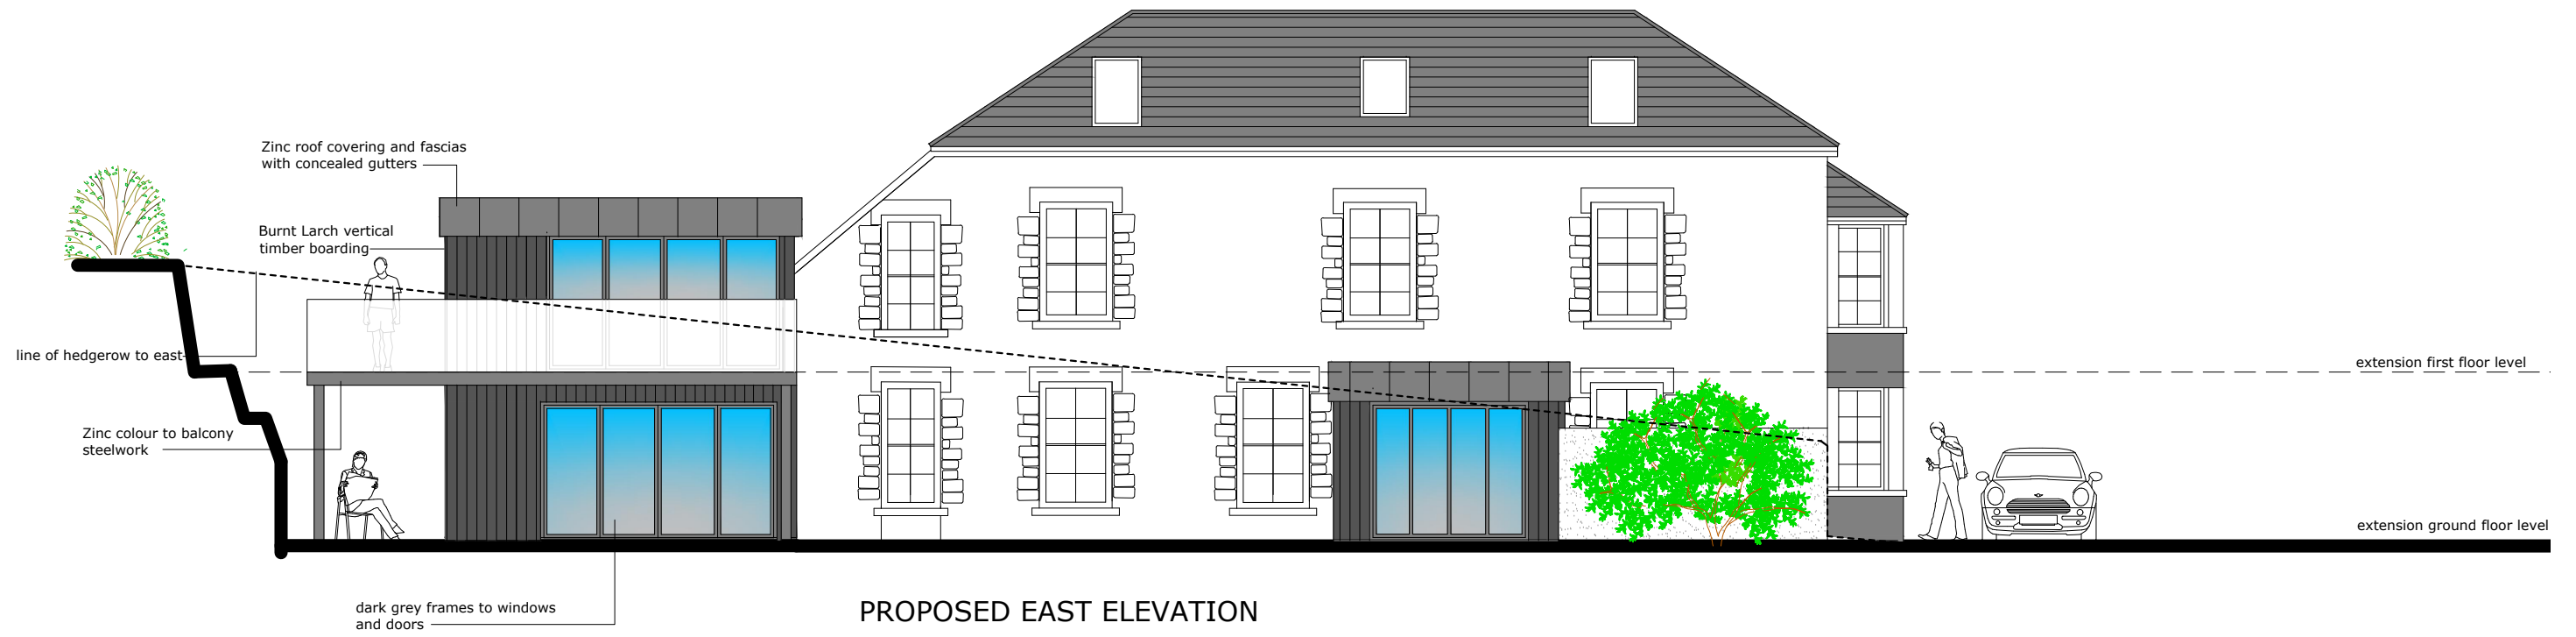 Zinc roof covering and fascias
with concealed gutters
Burnt Larch vertical
timber boarding
line of hedgerow to east
extension first floor level
Zinc colour to balcony
steelwork
extension ground floor level
dark grey frames to windows
and doors
PROPOSED EAST ELEVATION